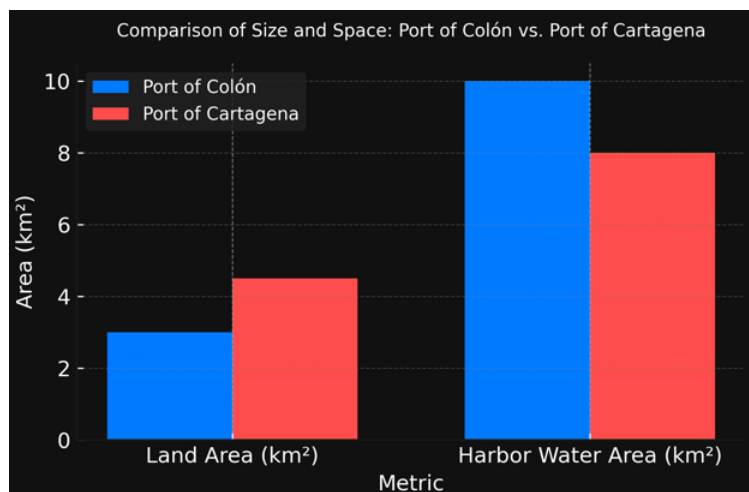 Comparison of Size and Space: Port of Colón vs. Port of Cartagena
Port of Colón
Port of Cartagena
Area (km²)
10
8
6
4
2
0
Land Area (km²) Harbor Water Area (km²)
Metric